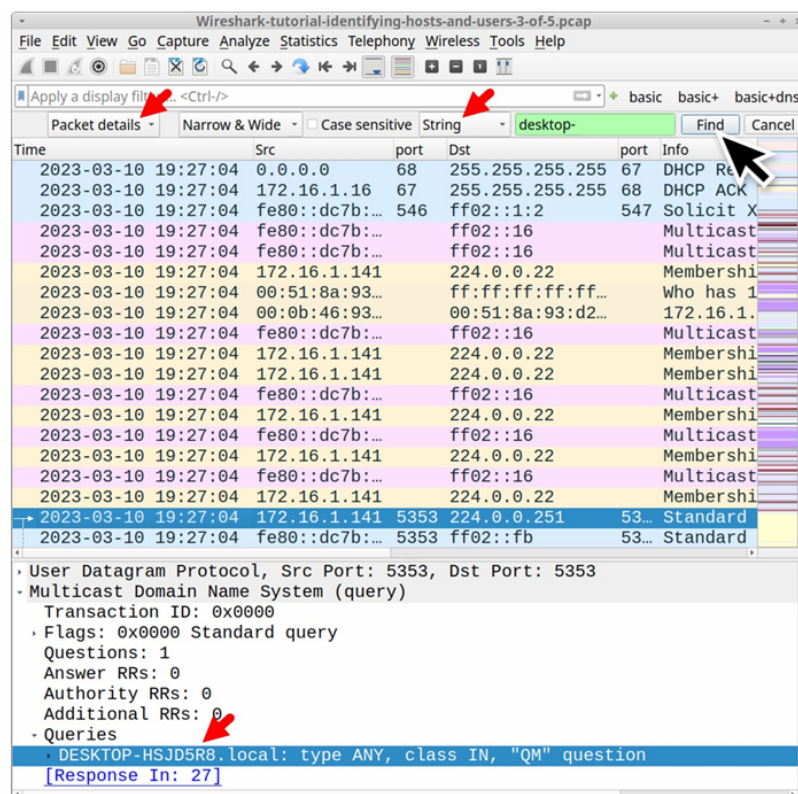 Wireshark-tutorial-identifying-hosts-and-users-3-of-5.pcap
File Edit View Go Capture Analyze Statistics Telephony Wireless Tools Help
Apply a display filt... <Ctrl-/> basic basic+ basic+dns
Packet details Narrow & Wide Case sensitive String desktop- Find Cancel
Time Src port Dst port Info
2023-03-10 19:27:04 0.0.0.0 68 255.255.255.255 67 DHCP Re
2023-03-10 19:27:04 172.16.1.16 67 255.255.255.255 68 DHCP ACK
2023-03-10 19:27:04 fe80::dc7b:… 546 ff02::1:2 547 Solicit X
2023-03-10 19:27:04 fe80::dc7b:… ff02::16 Multicast
2023-03-10 19:27:04 fe80::dc7b:… ff02::16 Multicast
2023-03-10 19:27:04 172.16.1.141 224.0.0.22 Membershi
2023-03-10 19:27:04 00:51:8a:93… ff:ff:ff:ff:ff… Who has 1
2023-03-10 19:27:04 00:0b:46:93… 00:51:8a:93:d2… 172.16.1.
2023-03-10 19:27:04 fe80::dc7b:… ff02::16 Multicast
2023-03-10 19:27:04 172.16.1.141 224.0.0.22 Membershi
2023-03-10 19:27:04 172.16.1.141 224.0.0.22 Membershi
2023-03-10 19:27:04 fe80::dc7b:… ff02::16 Multicast
2023-03-10 19:27:04 172.16.1.141 224.0.0.22 Membershi
2023-03-10 19:27:04 fe80::dc7b:… ff02::16 Multicast
2023-03-10 19:27:04 172.16.1.141 224.0.0.22 Membershi
2023-03-10 19:27:04 fe80::dc7b:… ff02::16 Multicast
2023-03-10 19:27:04 172.16.1.141 224.0.0.22 Membershi
2023-03-10 19:27:04 172.16.1.141 5353 224.0.0.251 53… Standard
2023-03-10 19:27:04 fe80::dc7b:… 5353 ff02::fb 53… Standard
User Datagram Protocol, Src Port: 5353, Dst Port: 5353
Multicast Domain Name System (query)
Transaction ID: 0x0000
Flags: 0x0000 Standard query
Questions: 1
Answer RRs: 0
Authority RRs: 0
Additional RRs: 0
Queries
DESKTOP-HSJD5R8.local: type ANY, class IN, "QM" question
[Response In: 27]